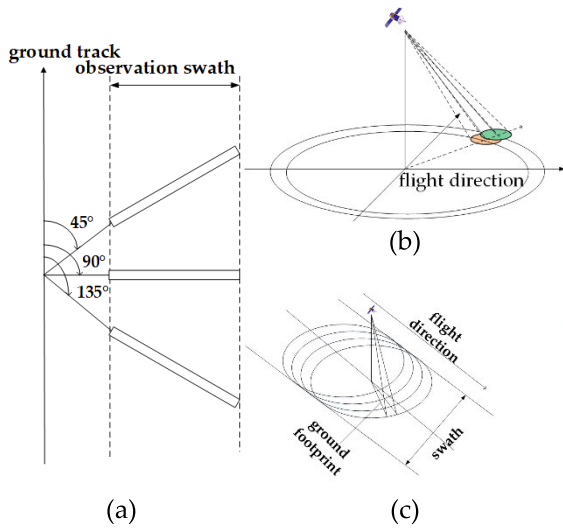 ground track
observation swath
45°
90°
135°
(a)
flight direction
(b)
flight
direction
ground
footprint
swath
(c)